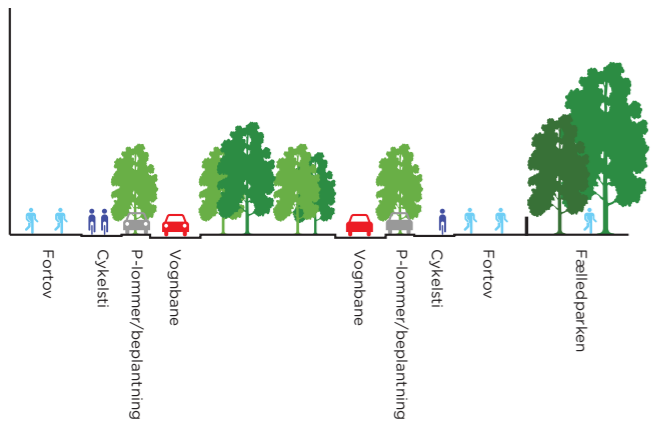 Fortov
Cykelsti
P-lommer/beplantning
Vognbane
Vognbane
P-lommer/beplantning
Cykelsti
Fortov
Fælledparken